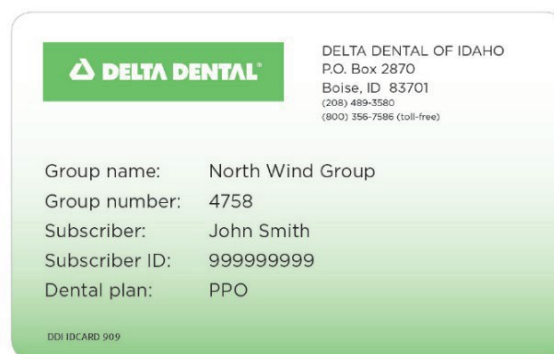 DELTA DENTAL®
DELTA DENTAL OF IDAHO
P.O. Box 2870
Boise, ID 83701
(208) 489-3580
(800) 356-7586 (toll-free)
Group name: North Wind Group
Group number: 4758
Subscriber: John Smith
Subscriber ID: 999999999
Dental plan: PPO
DDI IDCARD 909